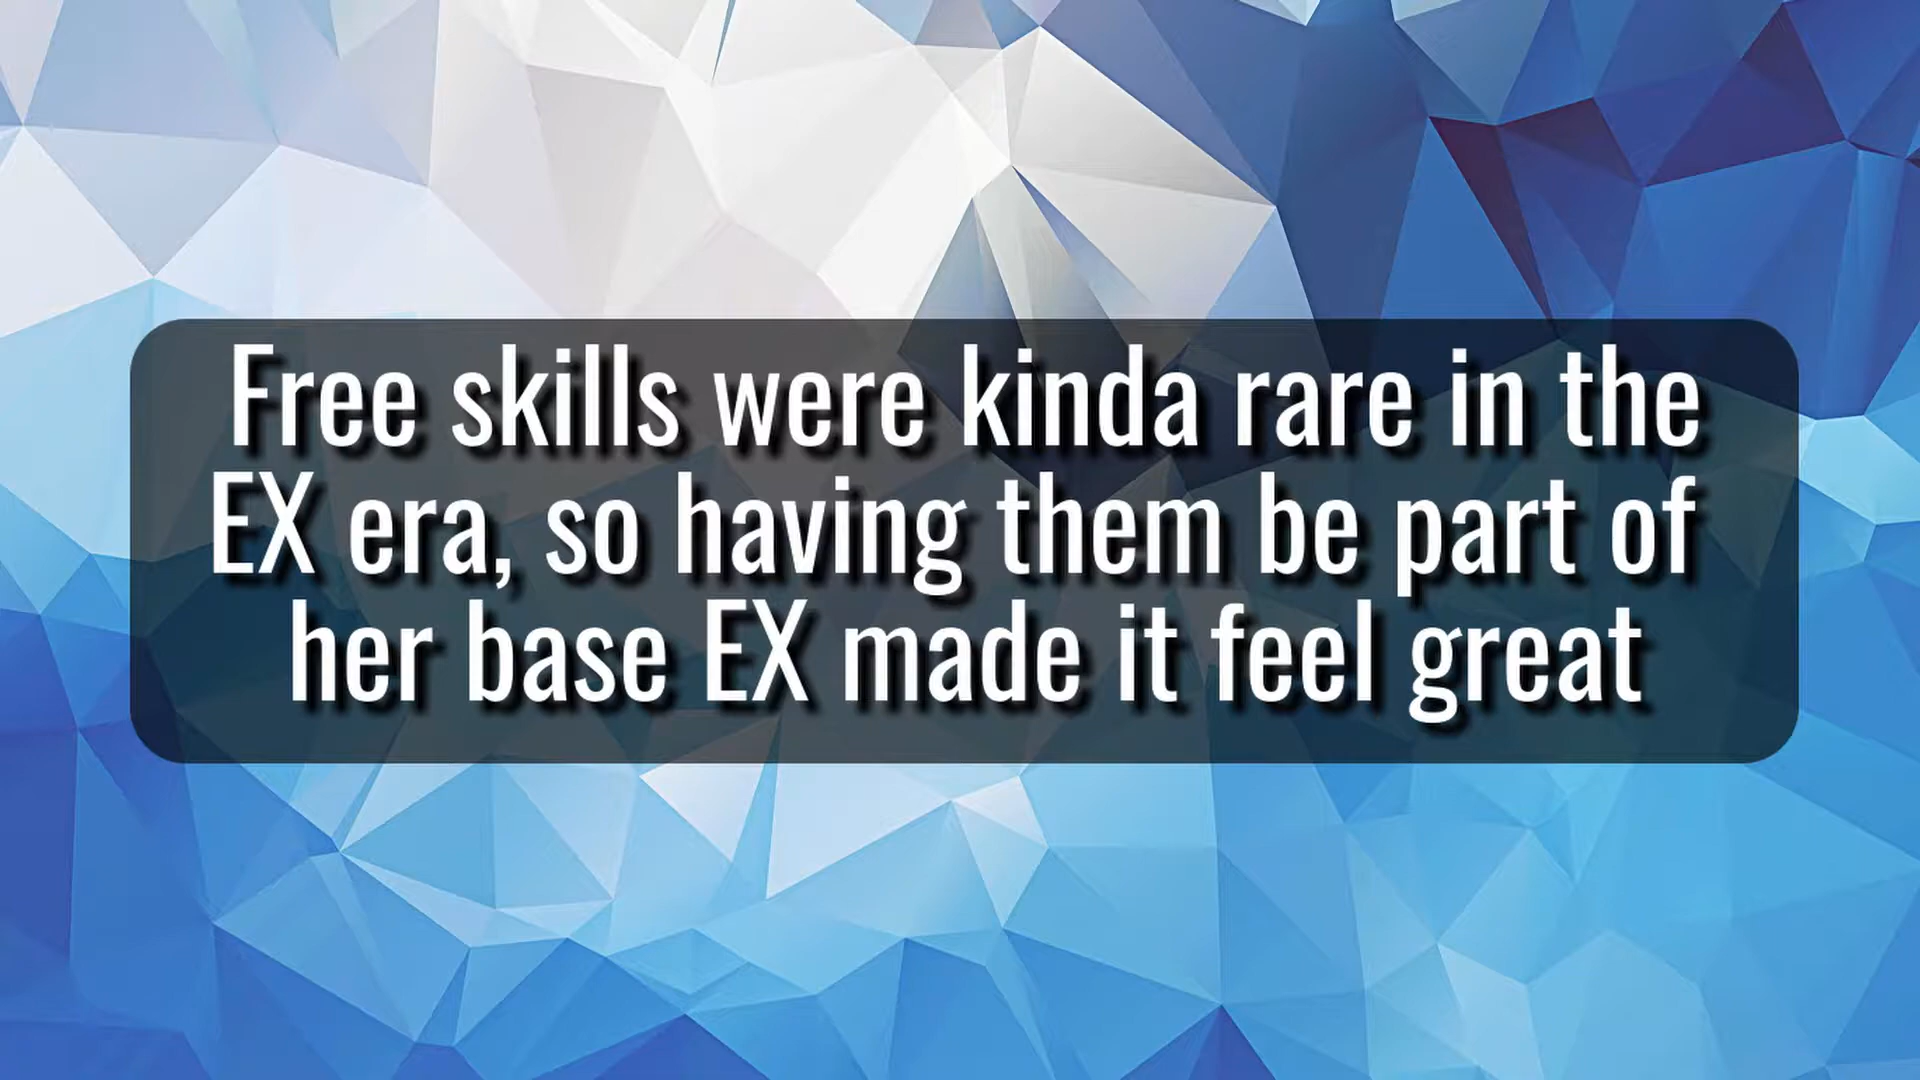 Free skills were kinda rare in the
EX era, so having them be part of
her base EX made it feel great